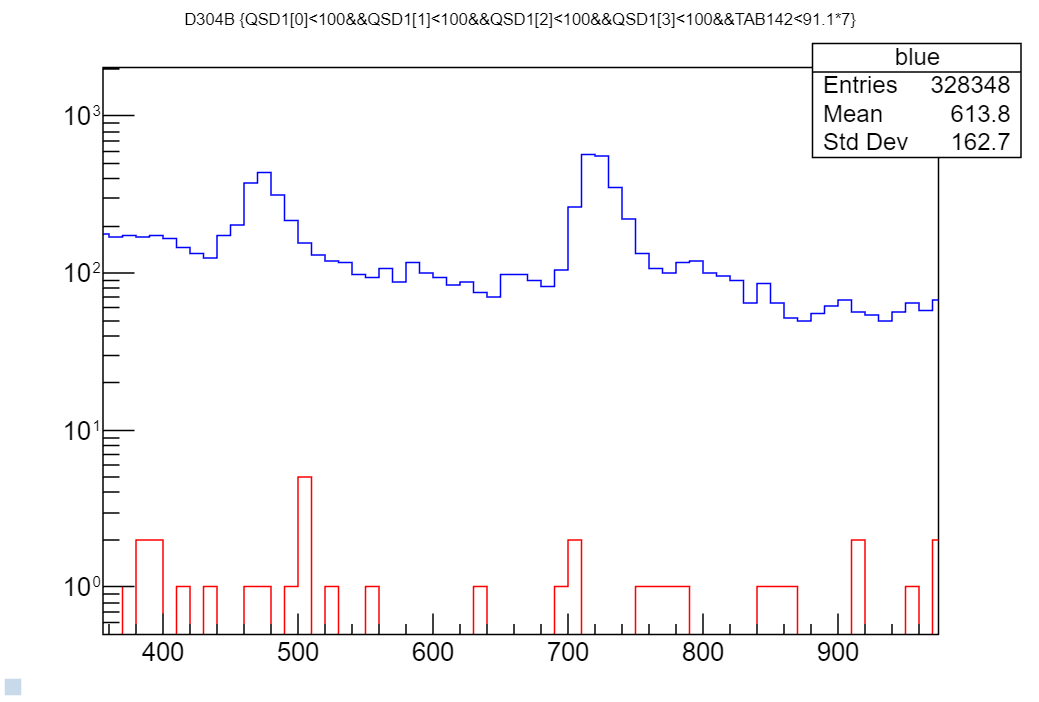 D304B {QSD1[0]<100&&QSD1[1]<100&&QSD1[2]<100&&QSD1[3]<100&&TAB142<91.1*7}
blue
Entries 328348
Mean 613.8
Std Dev 162.7
10³
10²
10¹
10⁰
400 500 600 700 800 900